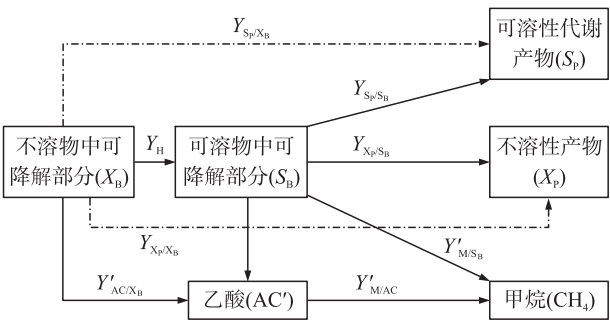 Y_{S_P/X_B}
可溶性代谢
产物(S_P)
Y_{S_P/S_B}
不溶物中可
降解部分(X_B)
Y_H
可溶物中可
降解部分(S_B)
Y_{X_P/S_B}
不溶性产物
(X_P)
Y_{X_P/X_B}
Y′_{M/S_B}
Y′_{AC/X_B}
乙酸(AC′)
Y′_{M/AC}
甲烷(CH₄)